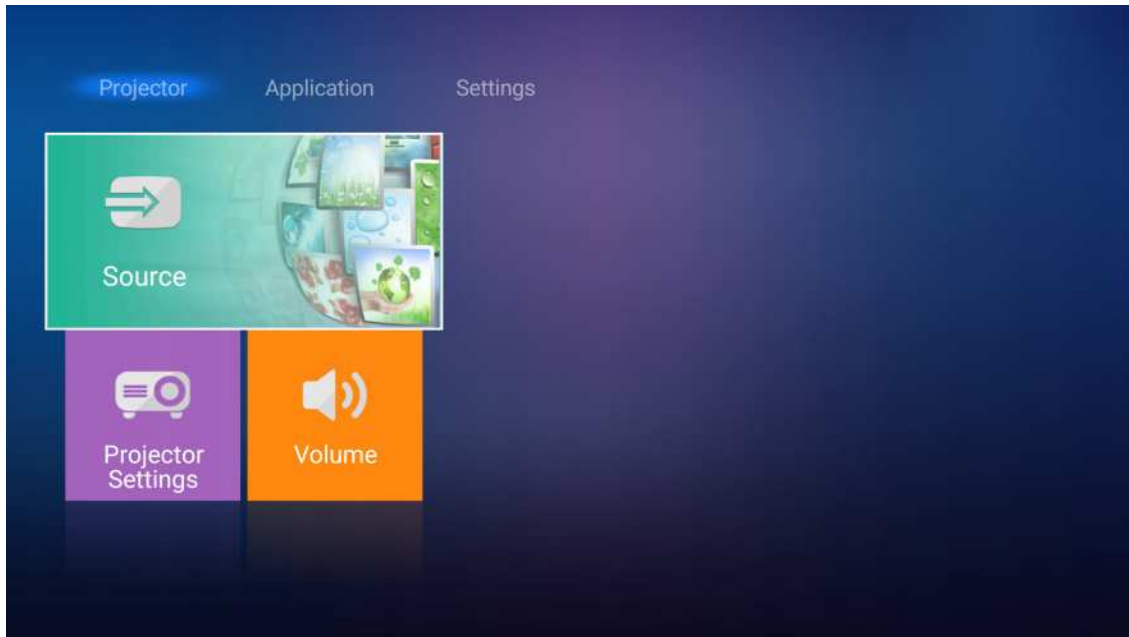 Projector
Application
Settings
Source
Projector
Settings
Volume